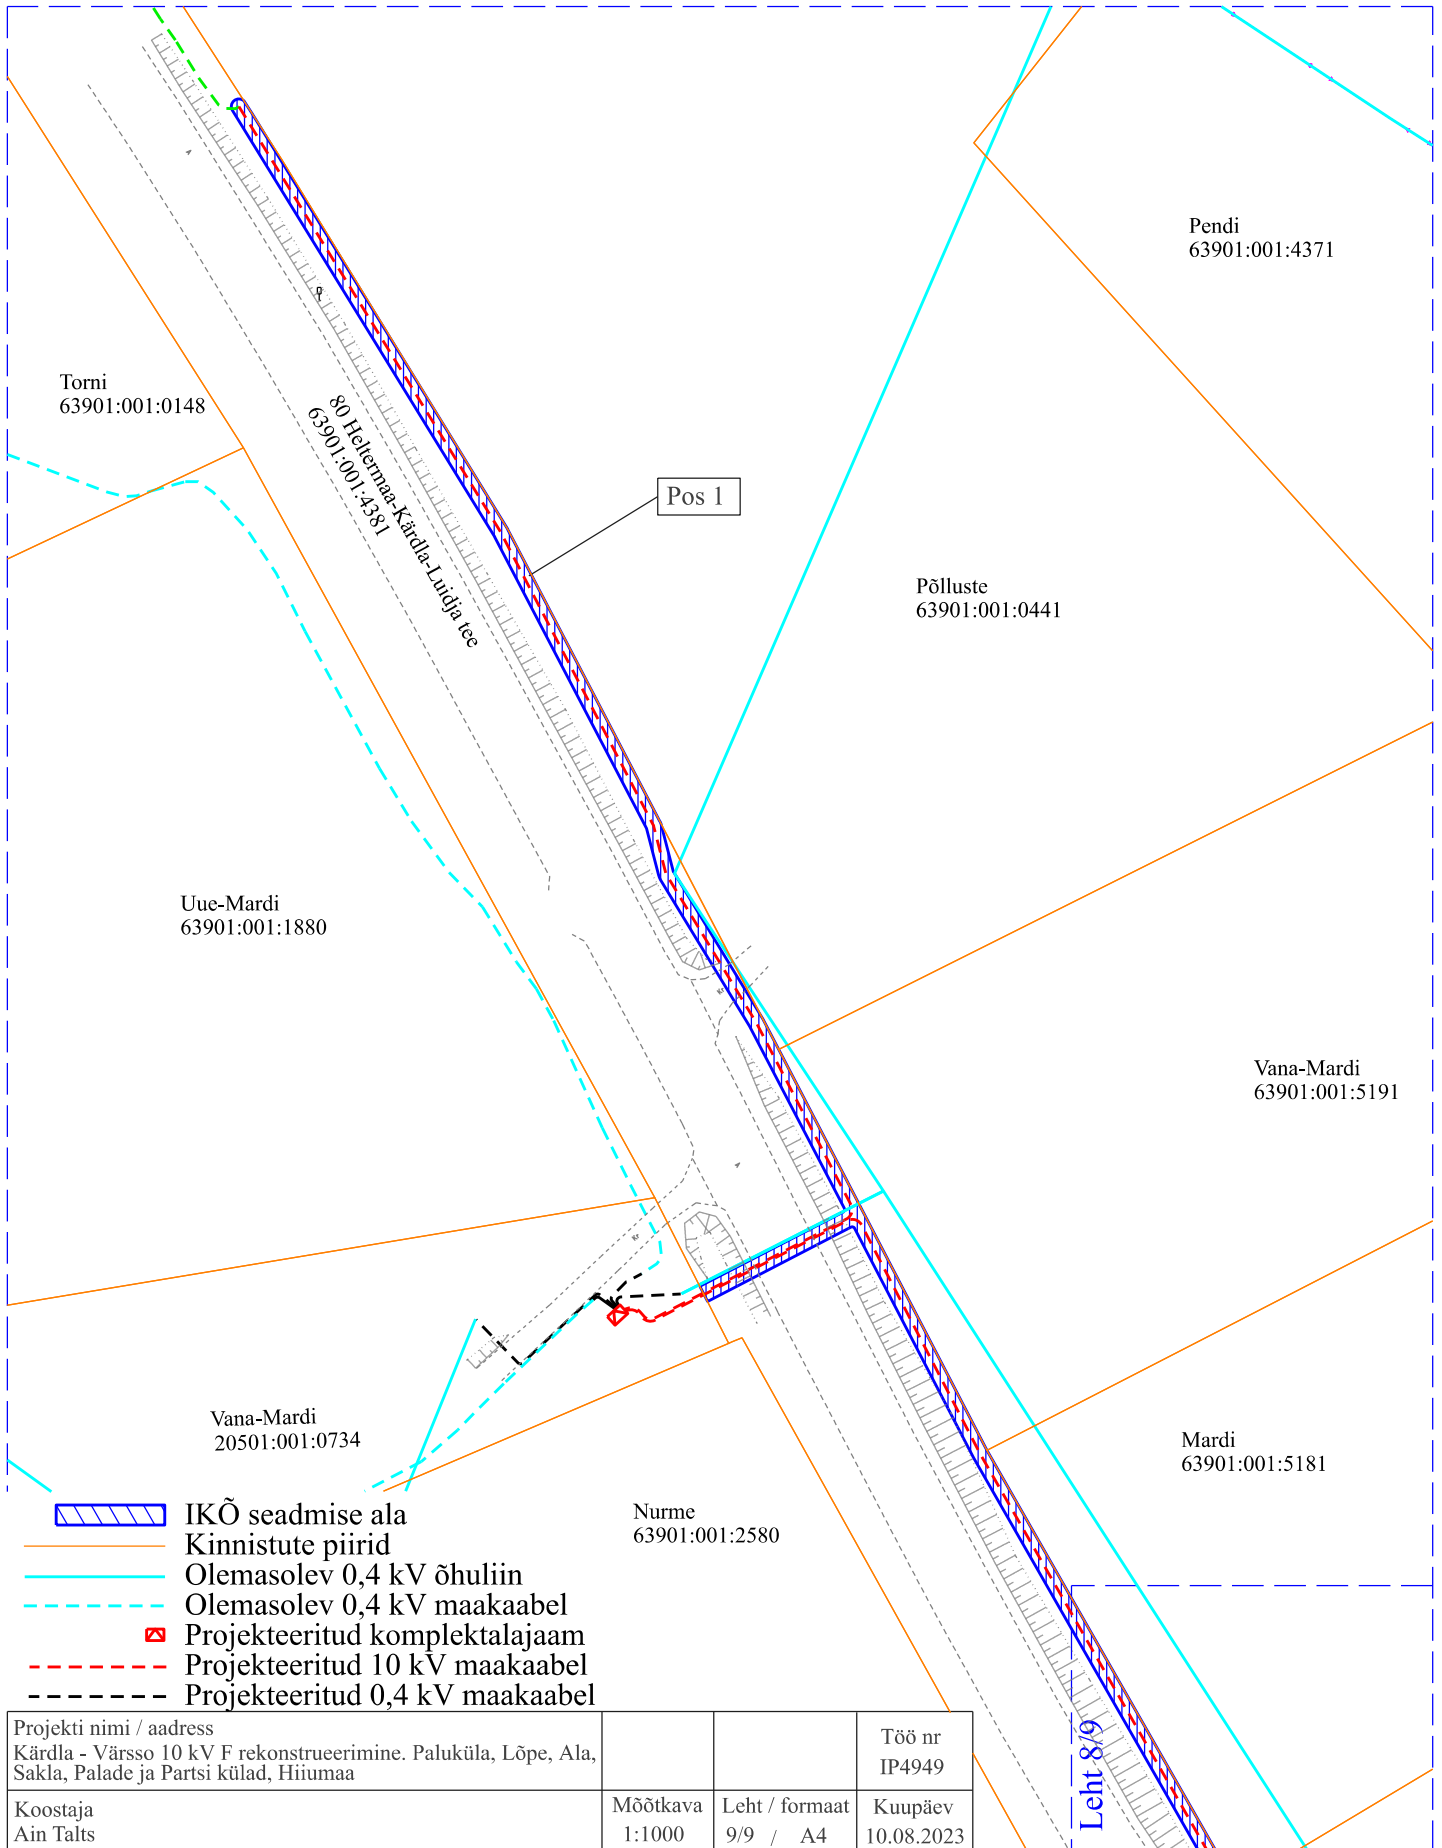 Pendi
63901:001:4371
Torni
63901:001:0148
80 Heltermaa-Kärdla-Luidja tee
63901:001:4381
Pos 1
Põlluste
63901:001:0441
Uue-Mardi
63901:001:1880
Kr
Vana-Mardi
63901:001:5191
Kr
Vana-Mardi
20501:001:0734
Mardi
63901:001:5181
Nurme
63901:001:2580
IKÕ seadmise ala
Kinnistute piirid
Olemasolev 0,4 kV õhuliin
Olemasolev 0,4 kV maakaabel
Projekteeritud komplektalajaam
Projekteeritud 10 kV maakaabel
Projekteeritud 0,4 kV maakaabel
Leht 8/9
Projekti nimi / aadress
Kärdla - Värsso 10 kV F rekonstrueerimine. Paluküla, Lõpe, Ala,
Sakla, Palade ja Partsi külad, Hiiumaa
Töö nr
IP4949
Koostaja
Ain Talts
Mõõtkava
1:1000
Leht / formaat
9/9 / A4
Kuupäev
10.08.2023